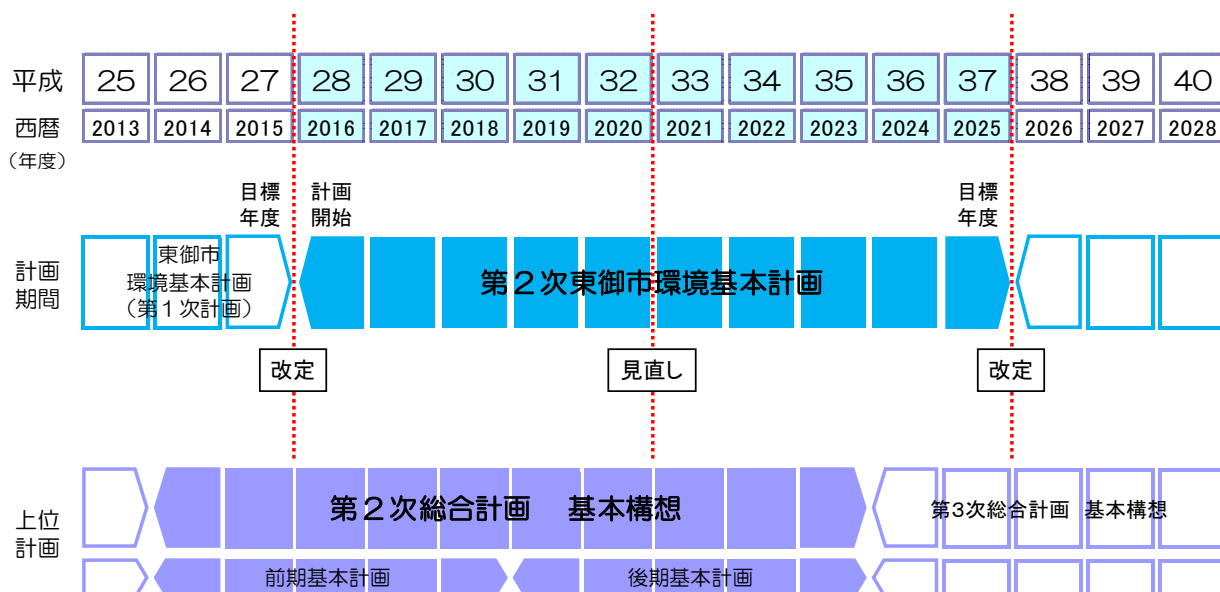 平成 25 26 27 28 29 30 31 32 33 34 35 36 37 38 39 40
西暦 2013 2014 2015 2016 2017 2018 2019 2020 2021 2022 2023 2024 2025 2026 2027 2028
(年度)
目標
年度
計画
開始
目標
年度
計画
期間
東御市
環境基本計画
(第1次計画)
第2次東御市環境基本計画
改定
見直し
改定
上位
計画
第2次総合計画 基本構想
第3次総合計画 基本構想
前期基本計画
後期基本計画